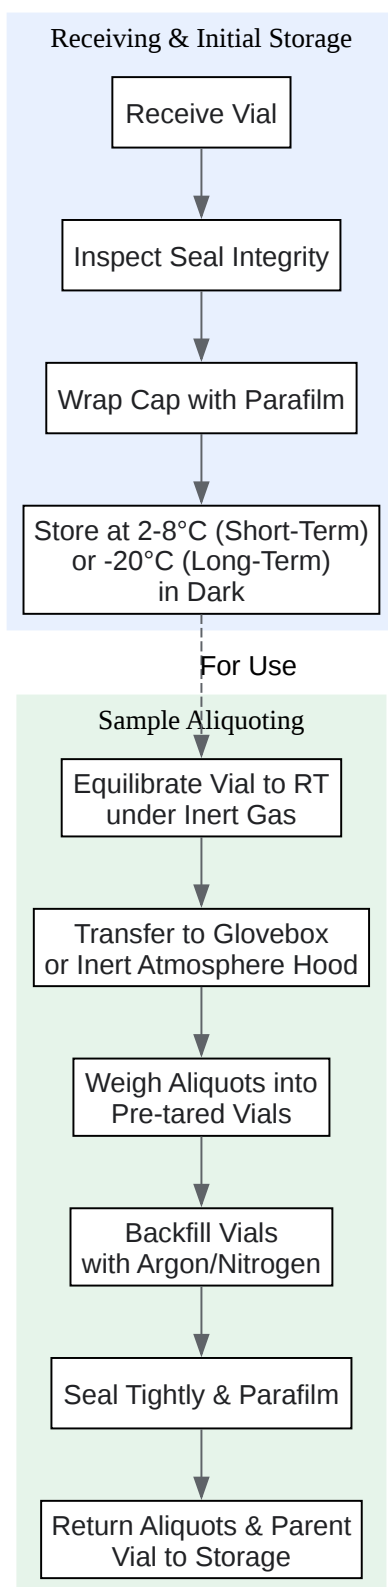 Receiving & Initial Storage
Receive Vial
Inspect Seal Integrity
Wrap Cap with Parafilm
Store at 2-8°C (Short-Term)
or -20°C (Long-Term)
in Dark
For Use
Sample Aliquoting
Equilibrate Vial to RT
under Inert Gas
Transfer to Glovebox
or Inert Atmosphere Hood
Weigh Aliquots into
Pre-tared Vials
Backfill Vials
with Argon/Nitrogen
Seal Tightly & Parafilm
Return Aliquots & Parent
Vial to Storage